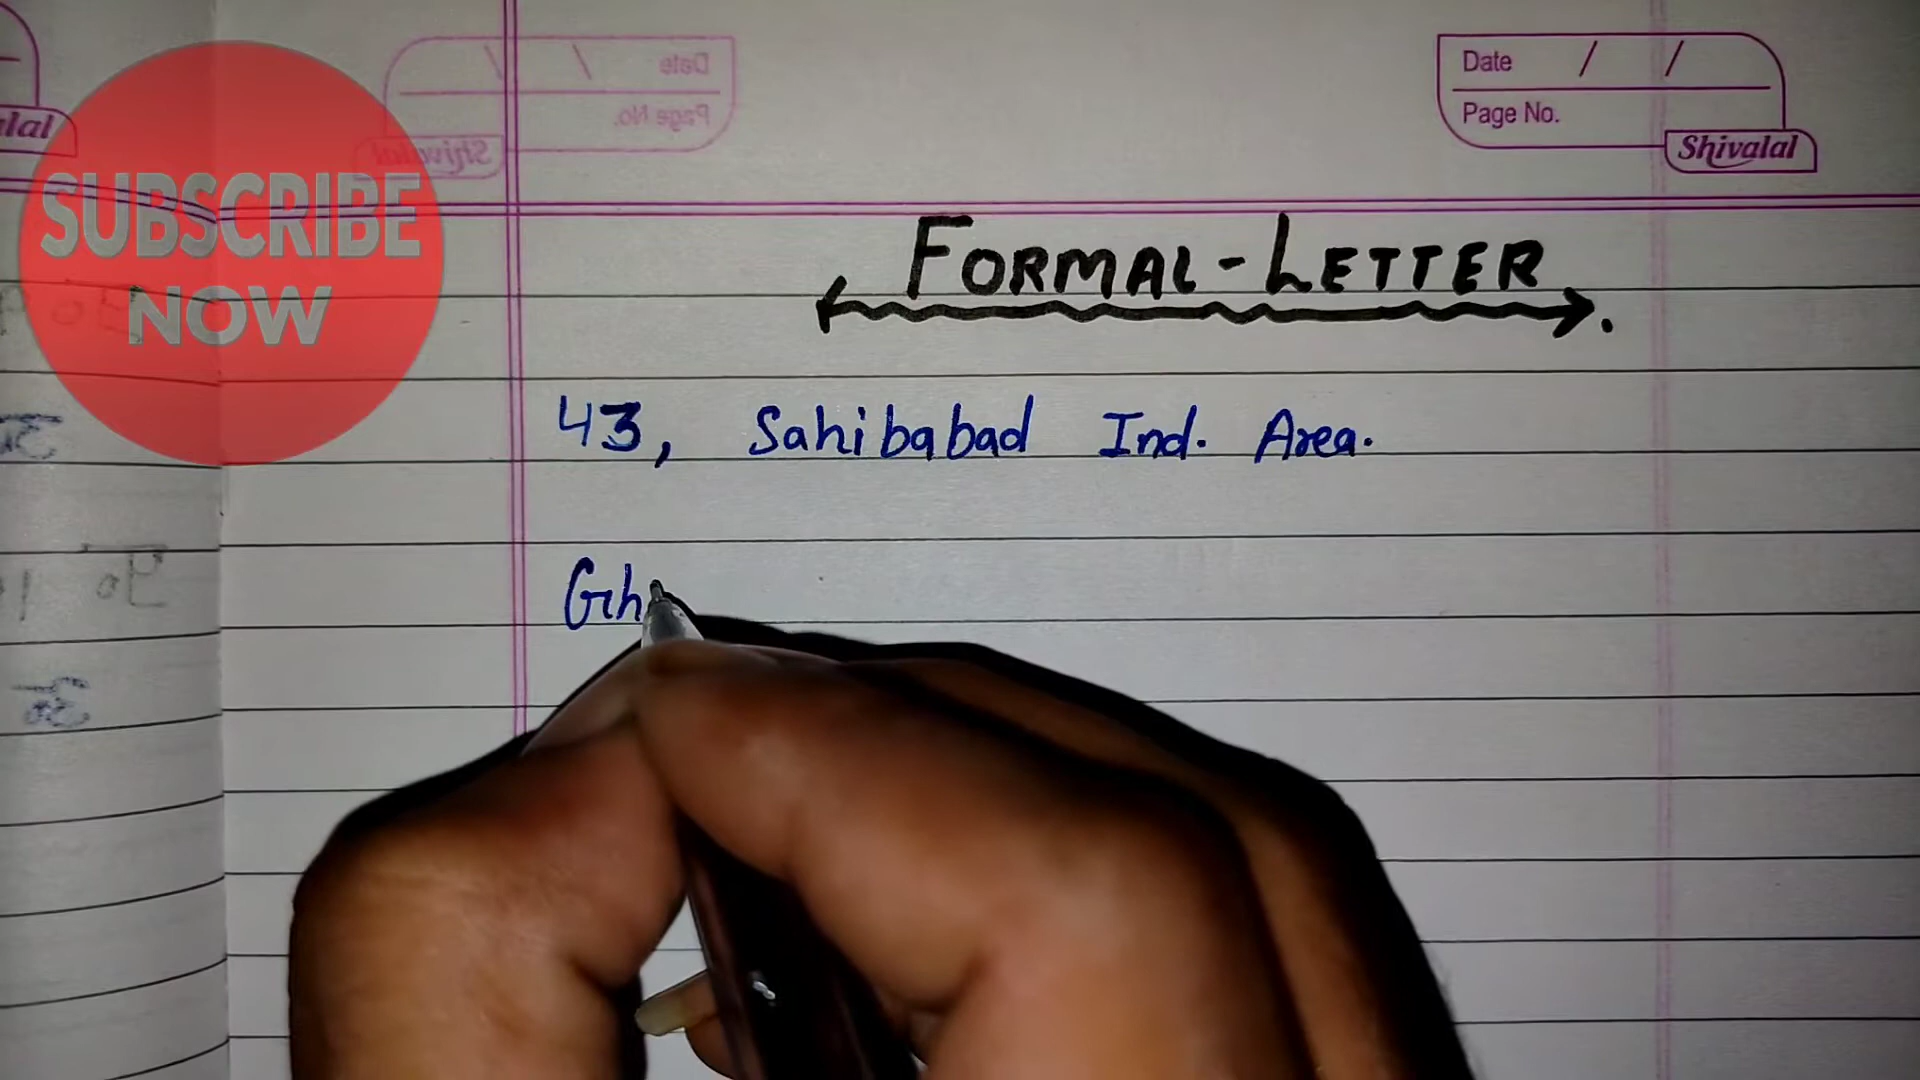 Date / /
Page No.
Shivalal
SUBSCRIBE
NOW
FORMAL-LETTER
43, Sahibabad Ind. Area.
Gh